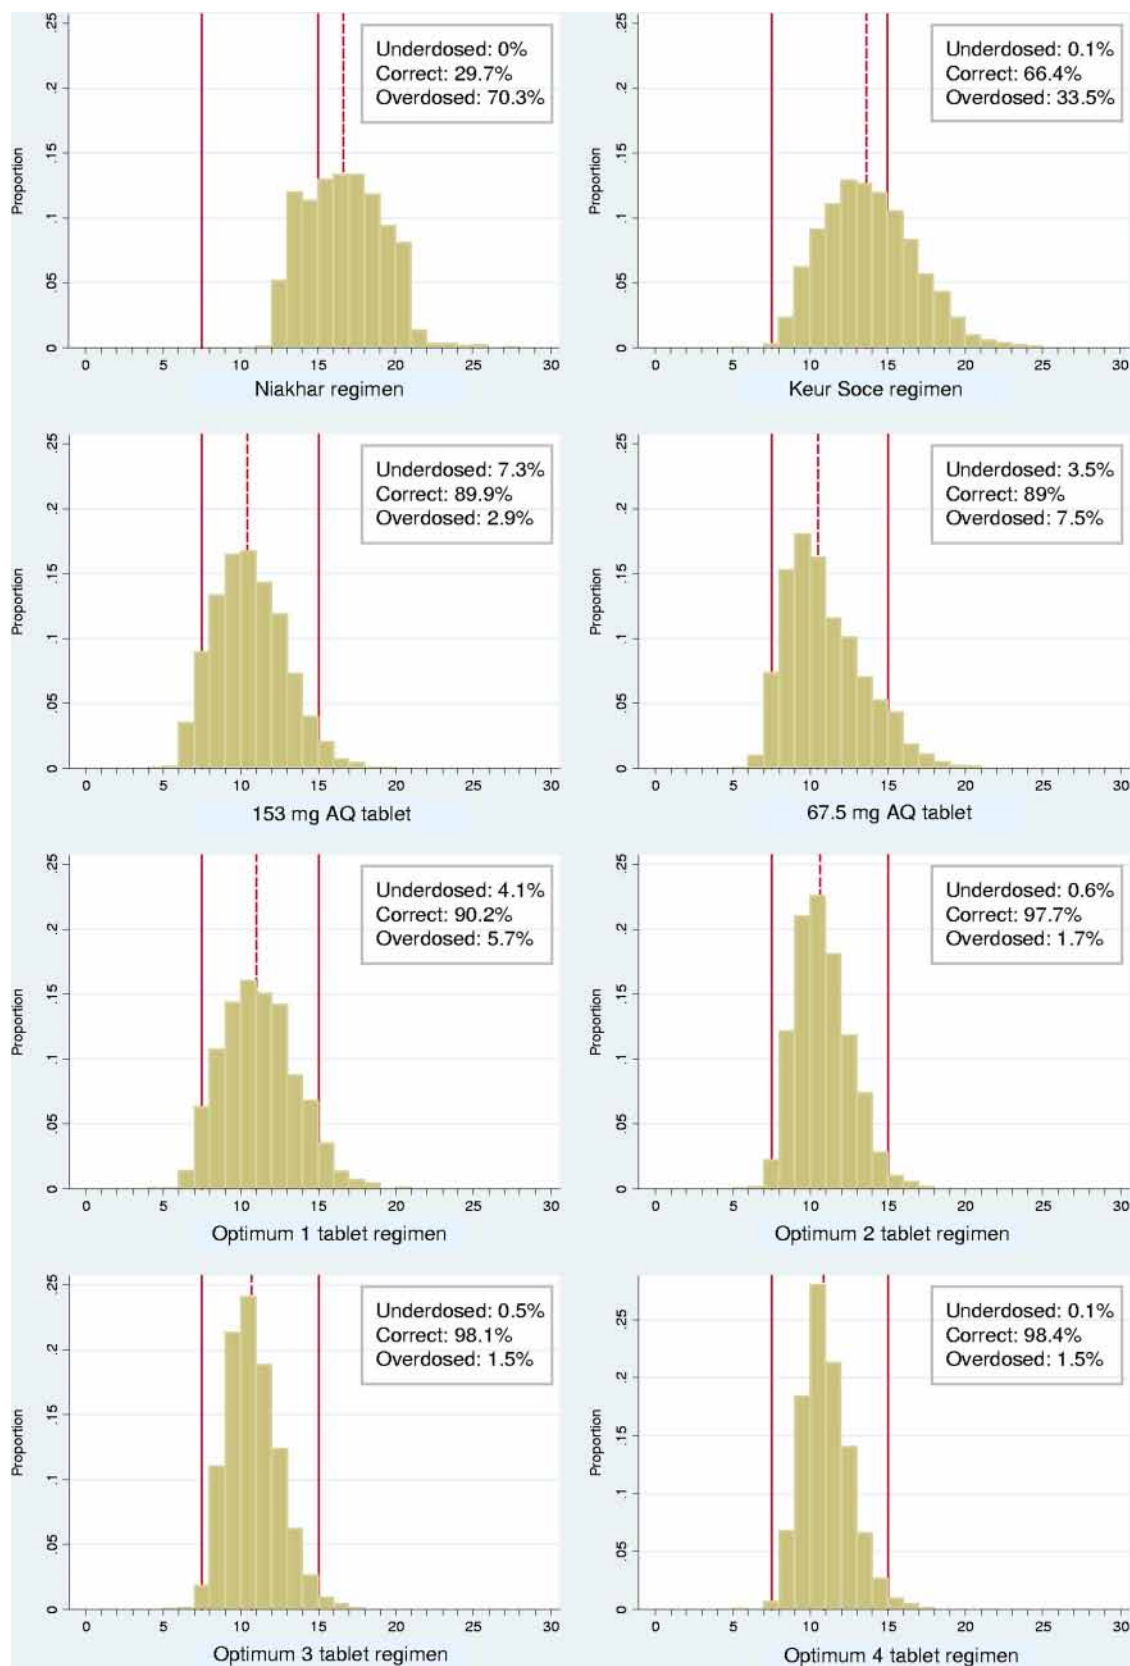 Underdosed: 0%
Correct: 29.7%
Overdosed: 70.3%
Proportion
0 .05 .1 .15 .2 .25
0 5 10 15 20 25 30
Niakhar regimen
Underdosed: 0.1%
Correct: 66.4%
Overdosed: 33.5%
Proportion
0 .05 .1 .15 .2 .25
0 5 10 15 20 25 30
Keur Soce regimen
Underdosed: 7.3%
Correct: 89.9%
Overdosed: 2.9%
Proportion
0 .05 .1 .15 .2 .25
0 5 10 15 20 25 30
153 mg AQ tablet
Underdosed: 3.5%
Correct: 89%
Overdosed: 7.5%
Proportion
0 .05 .1 .15 .2 .25
0 5 10 15 20 25 30
67.5 mg AQ tablet
Underdosed: 4.1%
Correct: 90.2%
Overdosed: 5.7%
Proportion
0 .05 .1 .15 .2 .25
0 5 10 15 20 25 30
Optimum 1 tablet regimen
Underdosed: 0.6%
Correct: 97.7%
Overdosed: 1.7%
Proportion
0 .05 .1 .15 .2 .25
0 5 10 15 20 25 30
Optimum 2 tablet regimen
Underdosed: 0.5%
Correct: 98.1%
Overdosed: 1.5%
Proportion
0 .05 .1 .15 .2 .25
0 5 10 15 20 25 30
Optimum 3 tablet regimen
Underdosed: 0.1%
Correct: 98.4%
Overdosed: 1.5%
Proportion
0 .05 .1 .15 .2 .25
0 5 10 15 20 25 30
Optimum 4 tablet regimen